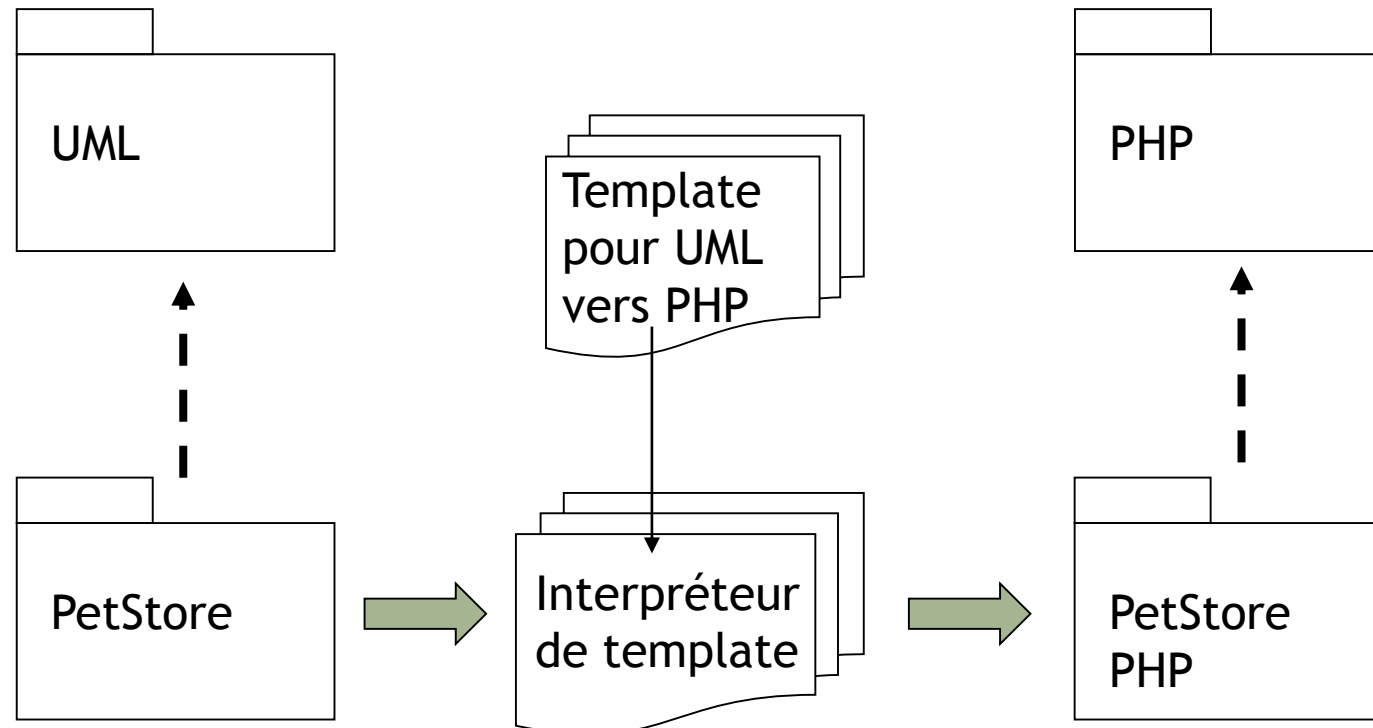 UML
Template
pour UML
vers PHP
PHP
PetStore
Interpréteur
de template
PetStore
PHP